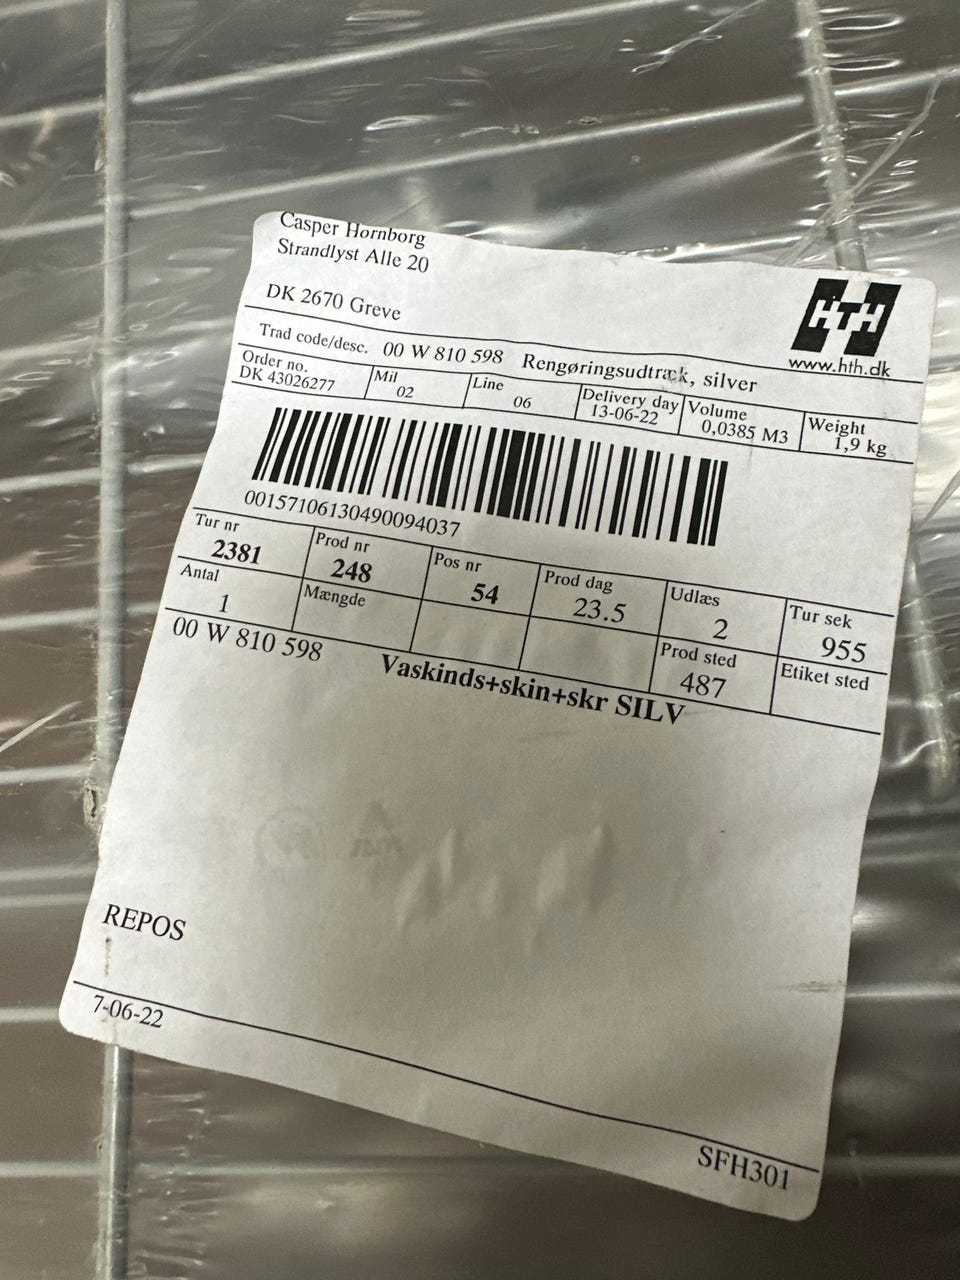 Casper Hornborg
Strandlyst Alle 20
DK 2670 Greve
HTH
www.hth.dk
Trad code/desc. 00 W 810 598 Rengøringsudtræk, silver
Order no. Mil Line Delivery day Volume Weight
DK 43026277 02 06 13-06-22 0,0385 M3 1,9 kg
00157106130490094037
Tur nr Prod nr Pos nr Prod dag Udlæs Tur sek
2381 248 54 23.5 2 955
Antal Mængde Prod sted Etiket sted
1 487
00 W 810 598 Vaskinds+skin+skr SILV
REPOS
7-06-22
SFH301